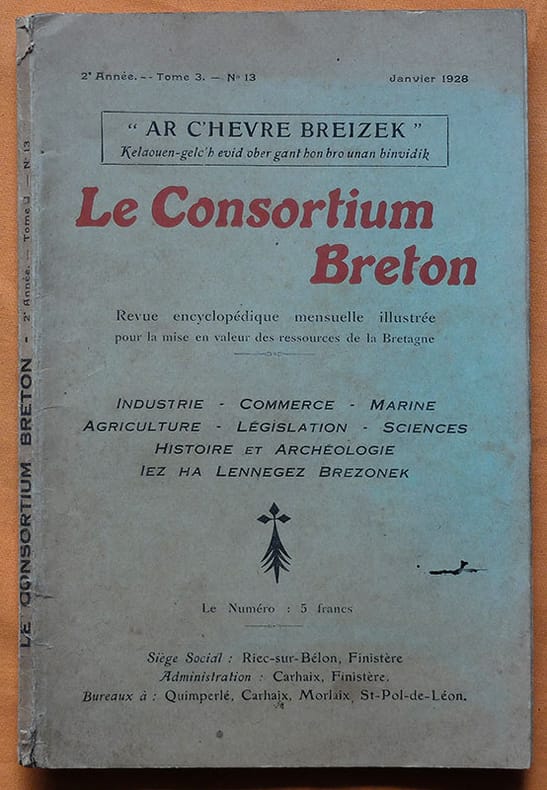 2e Année. -- Tome 3. — No 13
Janvier 1928
“ AR C'HEVRE BREIZEK ”
Kelaouen-gelc'h evid ober gant hon bro unan binvidik
Le Consortium
Breton
Revue encyclopédique mensuelle illustrée
pour la mise en valeur des ressources de la Bretagne
INDUSTRIE - COMMERCE - MARINE
AGRICULTURE - LÉGISLATION - SCIENCES
HISTOIRE ET ARCHÉOLOGIE
IEZ HA LENNEGEZ BREZONEK
Le Numéro : 5 francs
Siège Social : Riec-sur-Bélon, Finistère
Administration : Carhaix, Finistère.
Bureaux à : Quimperlé, Carhaix, Morlaix, St-Pol-de-Léon.
LE CONSORTIUM BRETON - 2e Année. — Tome 3 — No 13